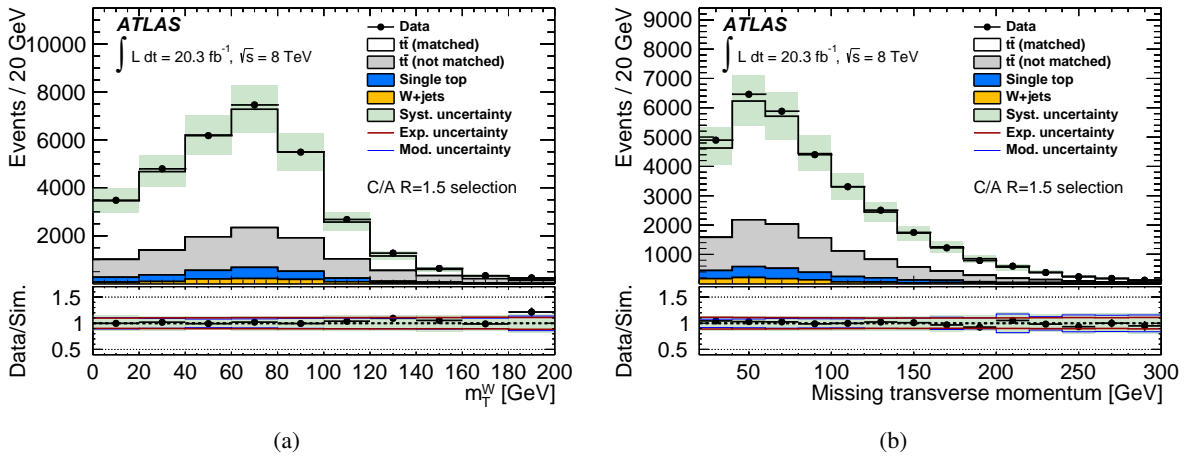 Events / 20 GeV
10000
8000
6000
4000
2000
ATLAS
∫ L dt = 20.3 fb⁻¹, √s = 8 TeV
Data
tt̄ (matched)
tt̄ (not matched)
Single top
W+jets
Syst. uncertainty
Exp. uncertainty
Mod. uncertainty
C/A R=1.5 selection
Data/Sim.
1.5
1
0.5
0 20 40 60 80 100 120 140 160 180 200
m_T^W [GeV]
(a)
Events / 20 GeV
9000
8000
7000
6000
5000
4000
3000
2000
1000
ATLAS
∫ L dt = 20.3 fb⁻¹, √s = 8 TeV
Data
tt̄ (matched)
tt̄ (not matched)
Single top
W+jets
Syst. uncertainty
Exp. uncertainty
Mod. uncertainty
C/A R=1.5 selection
Data/Sim.
1.5
1
0.5
50 100 150 200 250 300
Missing transverse momentum [GeV]
(b)